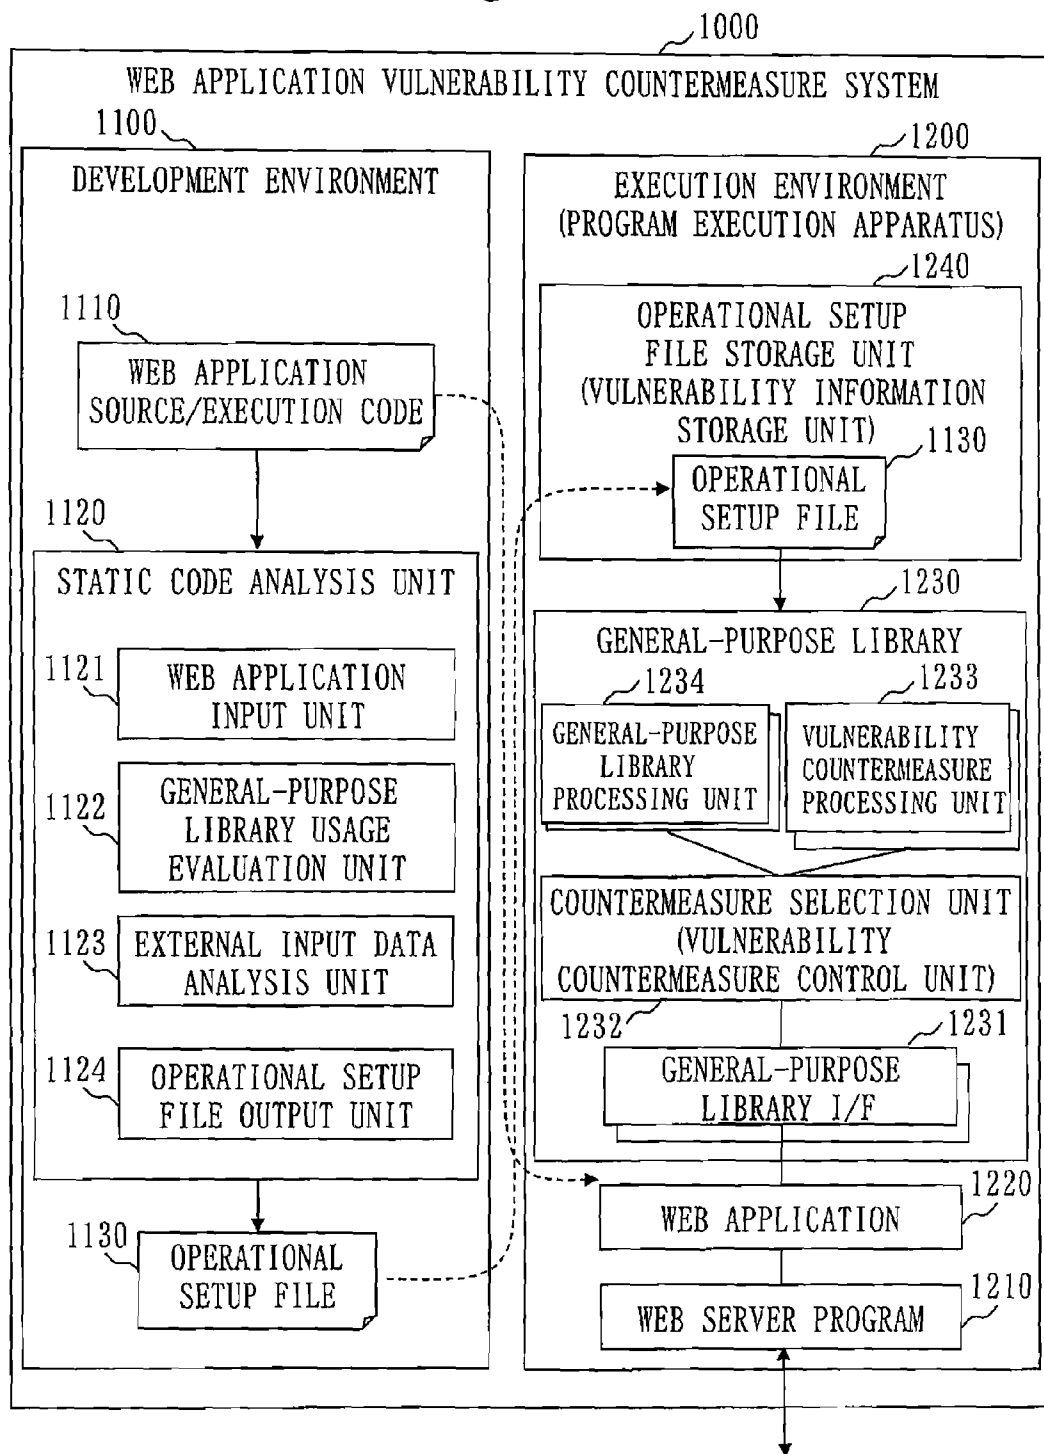 1000
WEB APPLICATION VULNERABILITY COUNTERMEASURE SYSTEM
1100
DEVELOPMENT ENVIRONMENT
1110
WEB APPLICATION
SOURCE/EXECUTION CODE
1120
STATIC CODE ANALYSIS UNIT
1121
WEB APPLICATION
INPUT UNIT
1122
GENERAL-PURPOSE
LIBRARY USAGE
EVALUATION UNIT
1123
EXTERNAL INPUT DATA
ANALYSIS UNIT
1124
OPERATIONAL SETUP
FILE OUTPUT UNIT
1130
OPERATIONAL
SETUP FILE
1200
EXECUTION ENVIRONMENT
(PROGRAM EXECUTION APPARATUS)
1240
OPERATIONAL SETUP
FILE STORAGE UNIT
(VULNERABILITY INFORMATION
STORAGE UNIT)
1130
OPERATIONAL
SETUP FILE
1230
GENERAL-PURPOSE LIBRARY
1234
GENERAL-PURPOSE
LIBRARY
PROCESSING UNIT
1233
VULNERABILITY
COUNTERMEASURE
PROCESSING UNIT
COUNTERMEASURE SELECTION UNIT
(VULNERABILITY
COUNTERMEASURE CONTROL UNIT)
1232
1231
GENERAL-PURPOSE
LIBRARY I/F
1220
WEB APPLICATION
1210
WEB SERVER PROGRAM